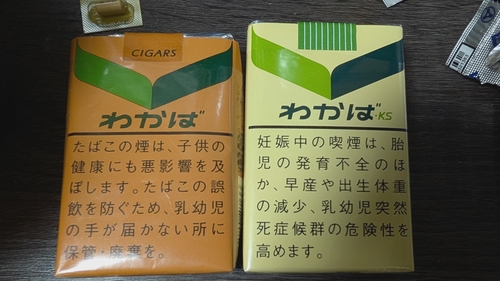 CIGARS
わかば
たばこの煙は、子供の
健康にも悪影響を及
ぼします。たばこの誤
飲を防ぐため、乳幼児
の手が届かない所に
保管・廃棄を。
わかば・KS
妊娠中の喫煙は、胎
児の発育不全のほ
か、早産や出生体重
の減少、乳幼児突然
死症候群の危険性を
高めます。